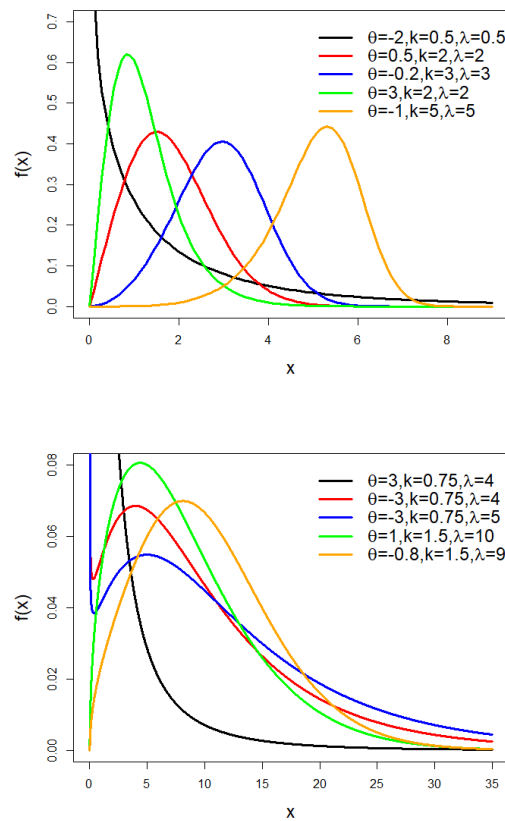 0.7
0.6
0.5
0.4
0.3
0.2
0.1
0.0
f(x)
θ=-2,k=0.5,λ=0.5
θ=0.5,k=2,λ=2
θ=-0.2,k=3,λ=3
θ=3,k=2,λ=2
θ=-1,k=5,λ=5
0 2 4 6 8
x
0.08
0.06
0.04
0.02
0.00
f(x)
θ=3,k=0.75,λ=4
θ=-3,k=0.75,λ=4
θ=-3,k=0.75,λ=5
θ=1,k=1.5,λ=10
θ=-0.8,k=1.5,λ=9
0 5 10 15 20 25 30 35
x